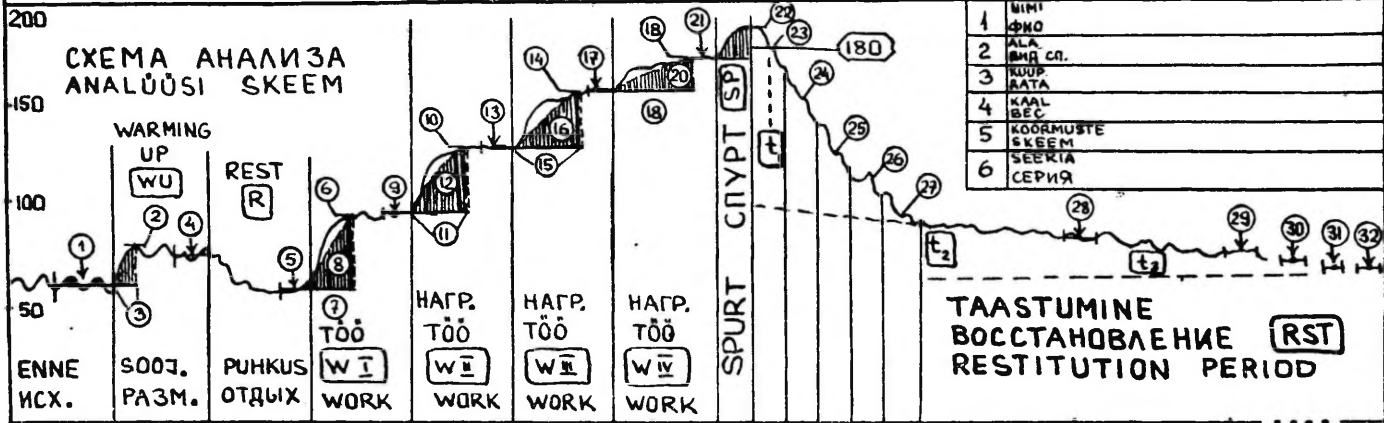 200
150
100
50
СХЕМА АНАЛИЗА
ANALÜÜSI SKEEM
WARMING
UP
WU
REST
R
1
2
3
4
5
6
7
8
9
10
11
12
13
14
15
16
17
18
18
20
21
22
23
24
25
26
27
28
29
30
31
32
180
t₁
t₂
t₃
ENNE
ИСХ.
SOOJ.
РАЗМ.
PUHKUS
ОТДЫХ
TÖÖ
W I
WORK
НАГР.
TÖÖ
W II
WORK
НАГР.
TÖÖ
W III
WORK
НАГР.
TÖÖ
W IV
WORK
SPURT СПУРТ SP
TAASTUMINE
ВОССТАНОВЛЕНИЕ RST
RESTITUTION PERIOD
1 NIMI
ФИО
2 ALA
ВИД СП.
3 KUUP.
ДАТА
4 KAAL
ВЕС
5 KOORMUSTE
SKEEM
6 SEERIA
СЕРИЯ